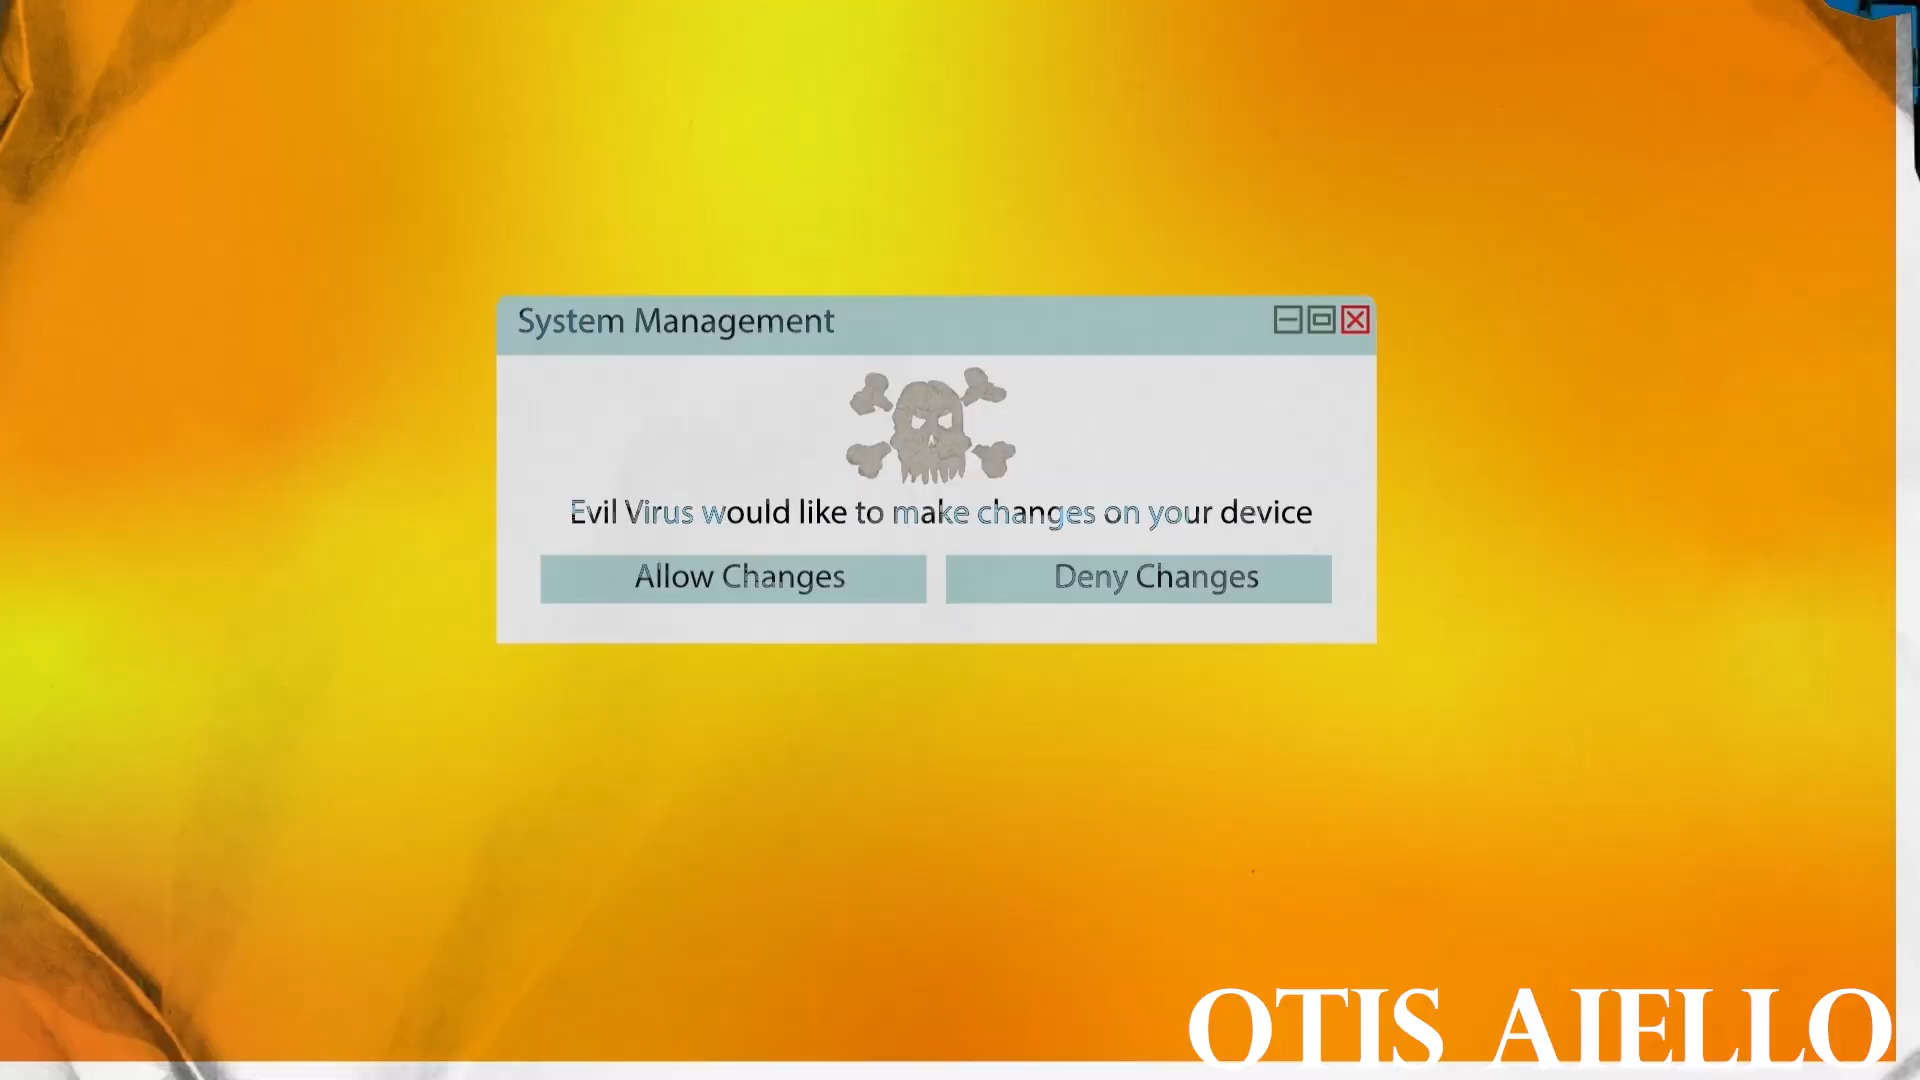 System Management
Evil Virus would like to make changes on your device
Allow Changes
Deny Changes
OTIS AIELLO